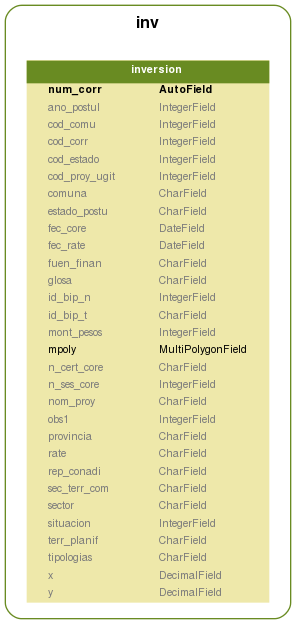 inv
inversion
num_corr AutoField
ano_postul IntegerField
cod_comu IntegerField
cod_corr IntegerField
cod_estado IntegerField
cod_proy_ugit IntegerField
comuna CharField
estado_postu CharField
fec_core DateField
fec_rate DateField
fuen_finan CharField
glosa CharField
id_bip_n IntegerField
id_bip_t CharField
mont_pesos IntegerField
mpoly MultiPolygonField
n_cert_core CharField
n_ses_core IntegerField
nom_proy CharField
obs1 IntegerField
provincia CharField
rate CharField
rep_conadi CharField
sec_terr_com CharField
sector CharField
situacion IntegerField
terr_planif CharField
tipologias CharField
x DecimalField
y DecimalField